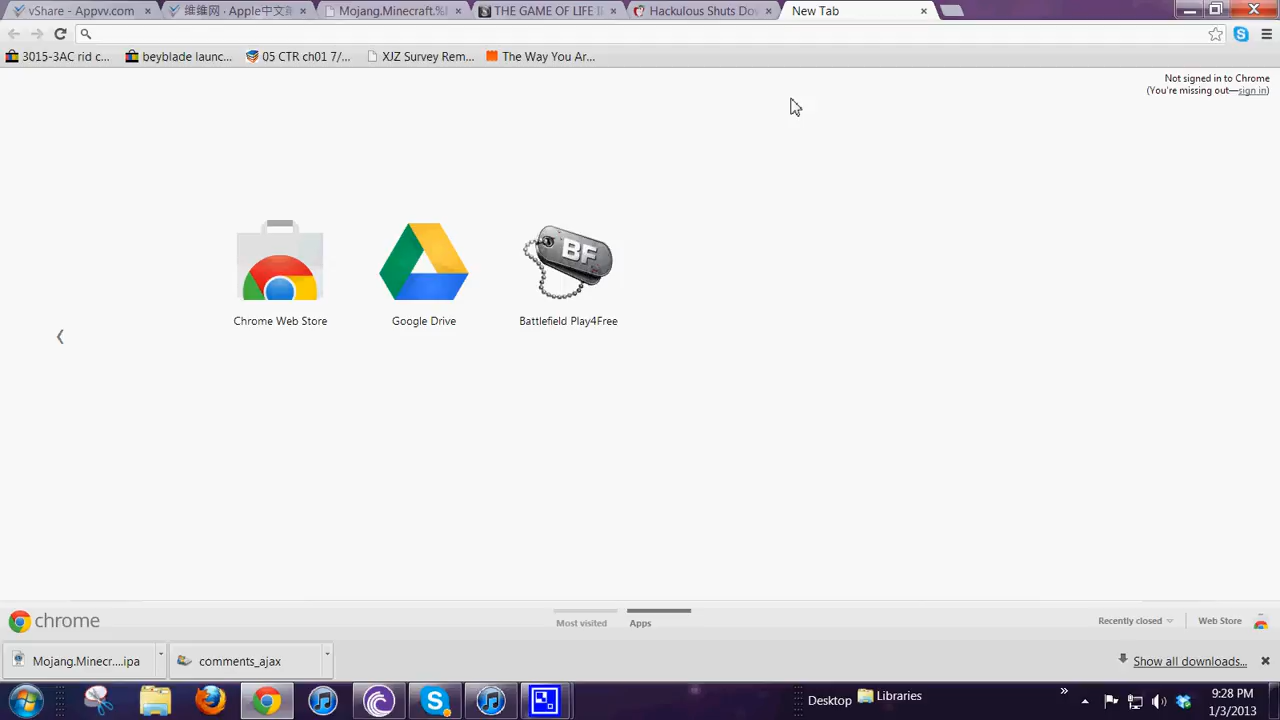 vShare - Appvv.com
維維网 · Apple中文
Mojang.Minecraft.%
THE GAME OF LIFE I
Hackulous Shuts Do
New Tab
3015-3AC rid c...
beyblade launc...
05 CTR ch01 7/...
XJZ Survey Rem...
The Way You Ar...
Not signed in to Chrome
(You're missing out—sign in)
BF
Chrome Web Store
Google Drive
Battlefield Play4Free
chrome
Most visited
Apps
Recently closed
Web Store
Mojang.Minecr....ipa
comments_ajax
Show all downloads...
Desktop
Libraries
9:28 PM
1/3/2013